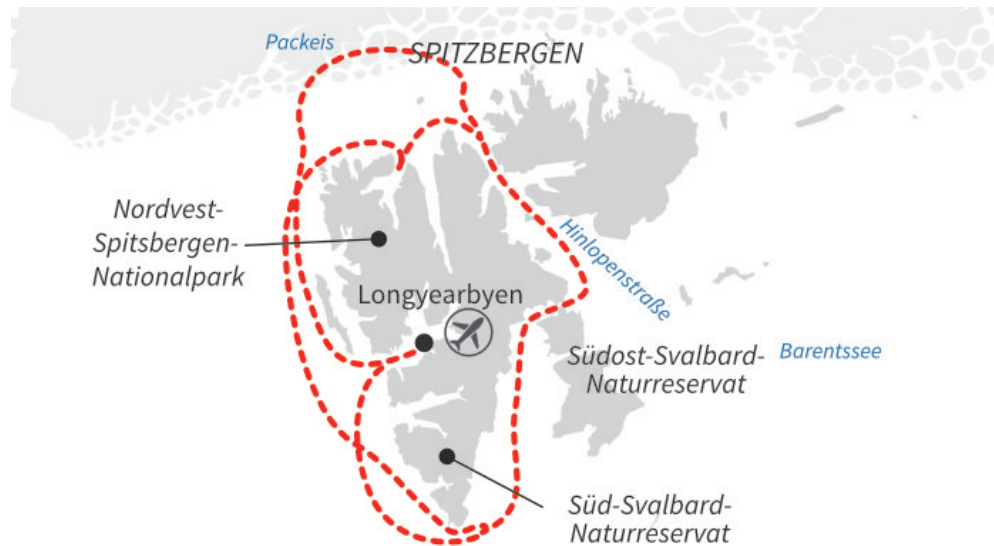 Packeis
SPITZBERGEN
Nordvest-
Spitsbergen-
Nationalpark
Hinlopenstraße
Longyearbyen
Südost-Svalbard-
Naturreservat
Barentssee
Süd-Svalbard-
Naturreservat